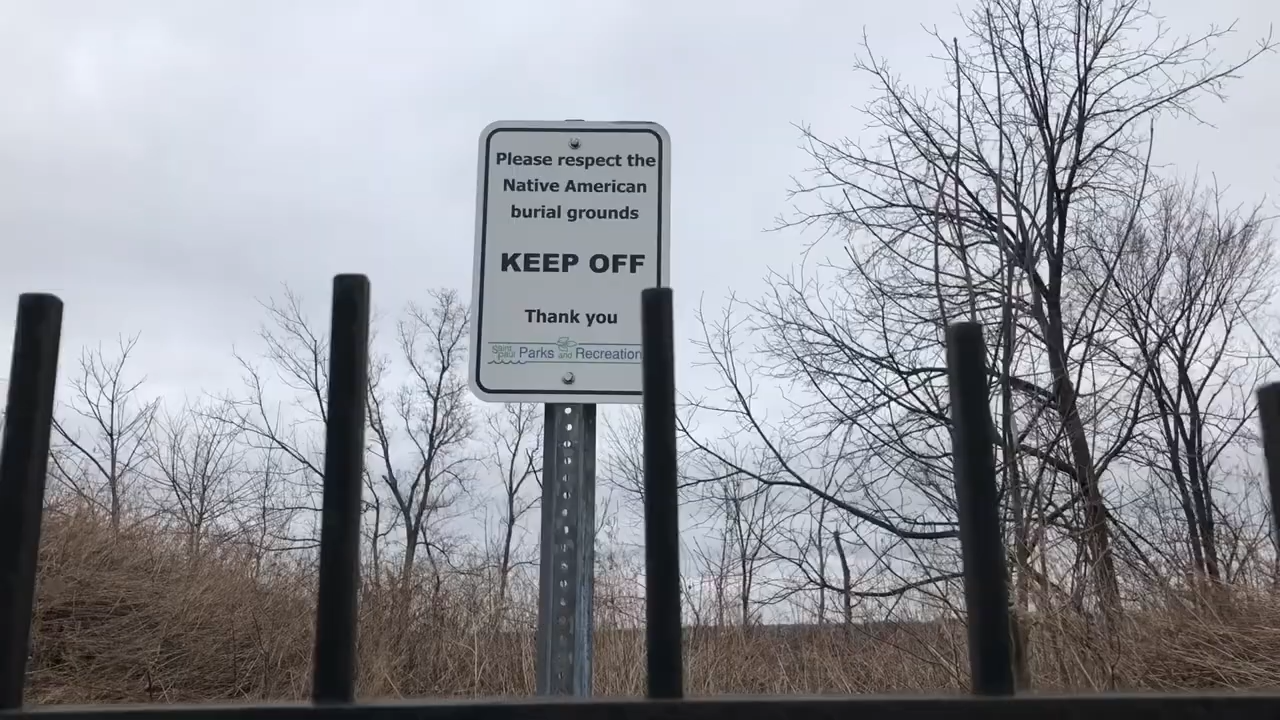 Please respect the
Native American
burial grounds
KEEP OFF
Thank you
Saint Paul Parks and Recreation